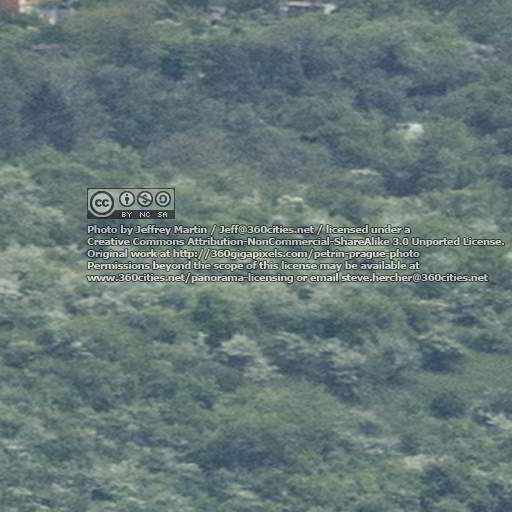 cc BY NC SA
Photo by Jeffrey Martin / Jeff@360cities.net / licensed under a
Creative Commons Attribution-NonCommercial-ShareAlike 3.0 Unported License.
Original work at http://360gigapixels.com/petrin-prague-photo
Permissions beyond the scope of this license may be available at
www.360cities.net/panorama-licensing or email steve.hercher@360cities.net